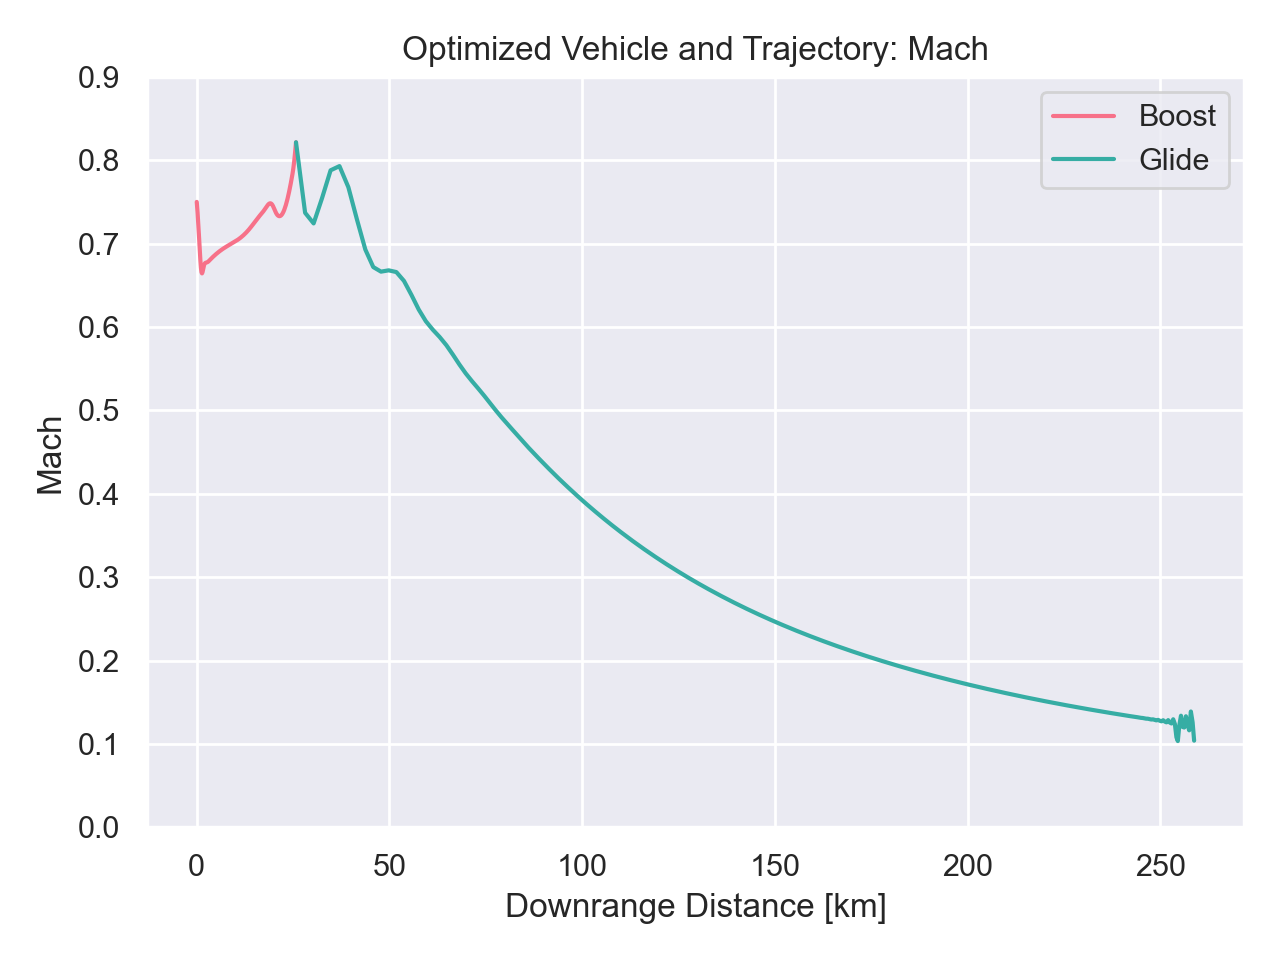 Optimized Vehicle and Trajectory: Mach
Boost
Glide
0.9
0.8
0.7
0.6
0.5
0.4
0.3
0.2
0.1
0.0
Mach
0 50 100 150 200 250
Downrange Distance [km]